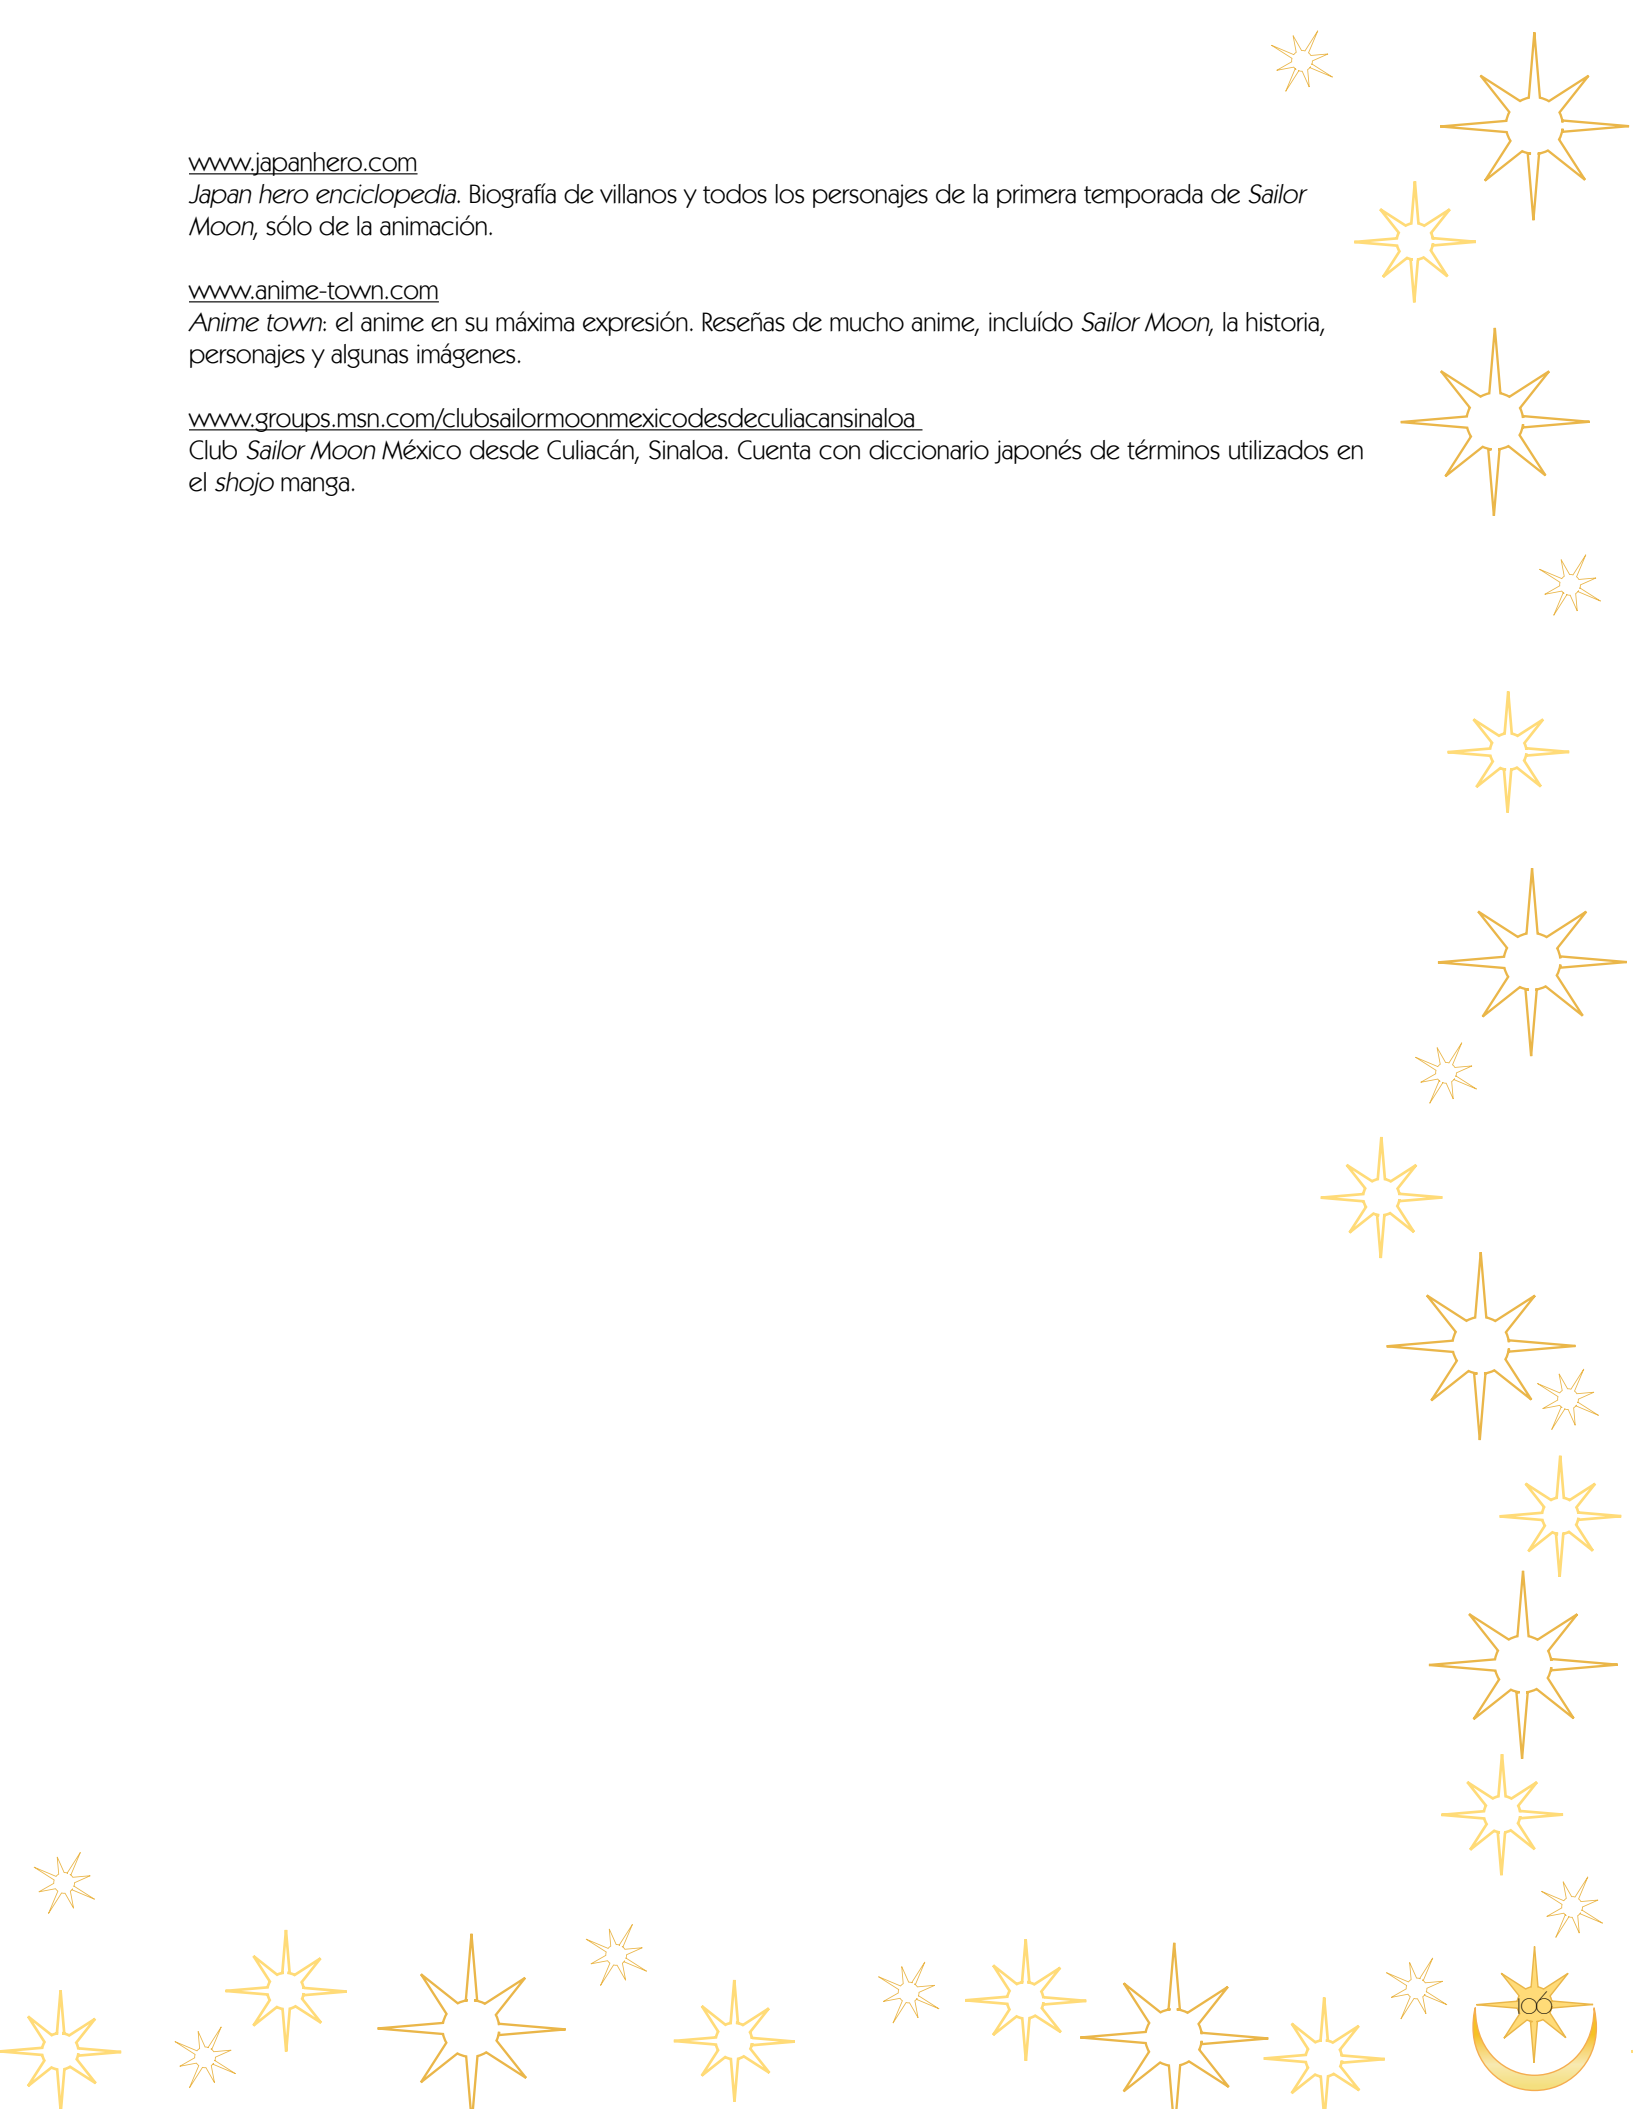 www.japanhero.com
Japan hero enciclopedia. Biografía de villanos y todos los personajes de la primera temporada de Sailor
Moon, sólo de la animación.
www.anime-town.com
Anime town: el anime en su máxima expresión. Reseñas de mucho anime, incluído Sailor Moon, la historia,
personajes y algunas imágenes.
www.groups.msn.com/clubsailormoonmexicodesdeculiacansinaloa
Club Sailor Moon México desde Culiacán, Sinaloa. Cuenta con diccionario japonés de términos utilizados en
el shojo manga.
106